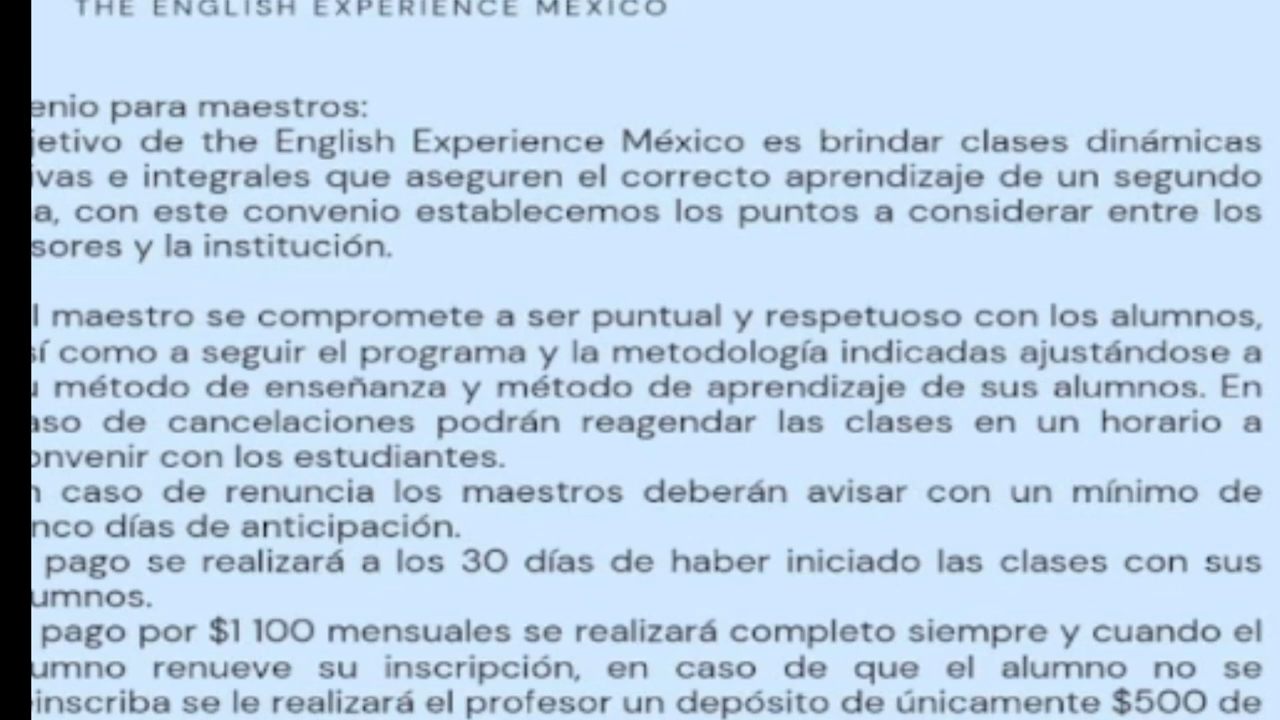 THE ENGLISH EXPERIENCE MEXICO
enio para maestros:
jetivo de the English Experience México es brindar clases dinámicas
ivas e integrales que aseguren el correcto aprendizaje de un segundo
a, con este convenio establecemos los puntos a considerar entre los
sores y la institución.
l maestro se compromete a ser puntual y respetuoso con los alumnos,
sí como a seguir el programa y la metodología indicadas ajustándose a
u método de enseñanza y método de aprendizaje de sus alumnos. En
aso de cancelaciones podrán reagendar las clases en un horario a
onvenir con los estudiantes.
n caso de renuncia los maestros deberán avisar con un mínimo de
nco días de anticipación.
pago se realizará a los 30 días de haber iniciado las clases con sus
umnos.
pago por $1 100 mensuales se realizará completo siempre y cuando el
umno renueve su inscripción, en caso de que el alumno no se
einscriba se le realizará el profesor un depósito de únicamente $500 de